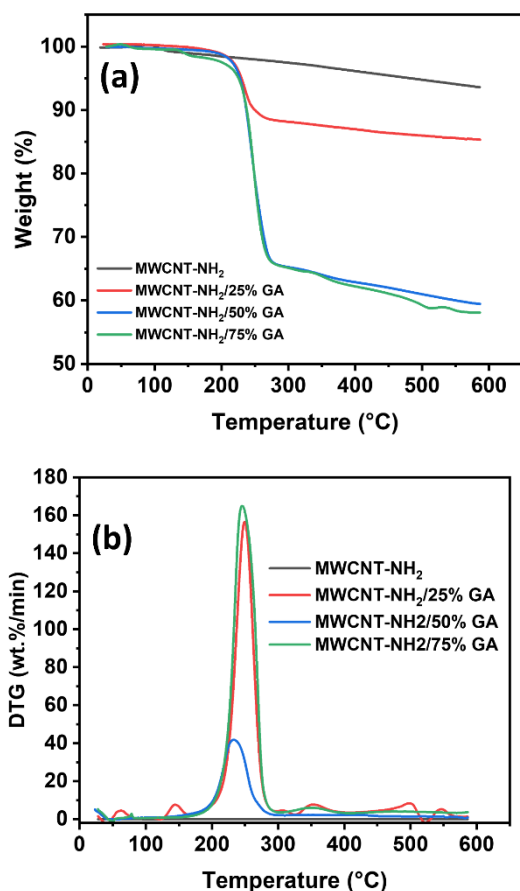 100
90
80
70
60
50
(a)
Weight (%)
MWCNT-NH₂
MWCNT-NH₂/25% GA
MWCNT-NH₂/50% GA
MWCNT-NH₂/75% GA
0 100 200 300 400 500 600
Temperature (°C)
180
160
140
120
100
80
60
40
20
0
(b)
DTG (wt.%/min)
MWCNT-NH₂
MWCNT-NH₂/25% GA
MWCNT-NH2/50% GA
MWCNT-NH2/75% GA
0 100 200 300 400 500 600
Temperature (°C)